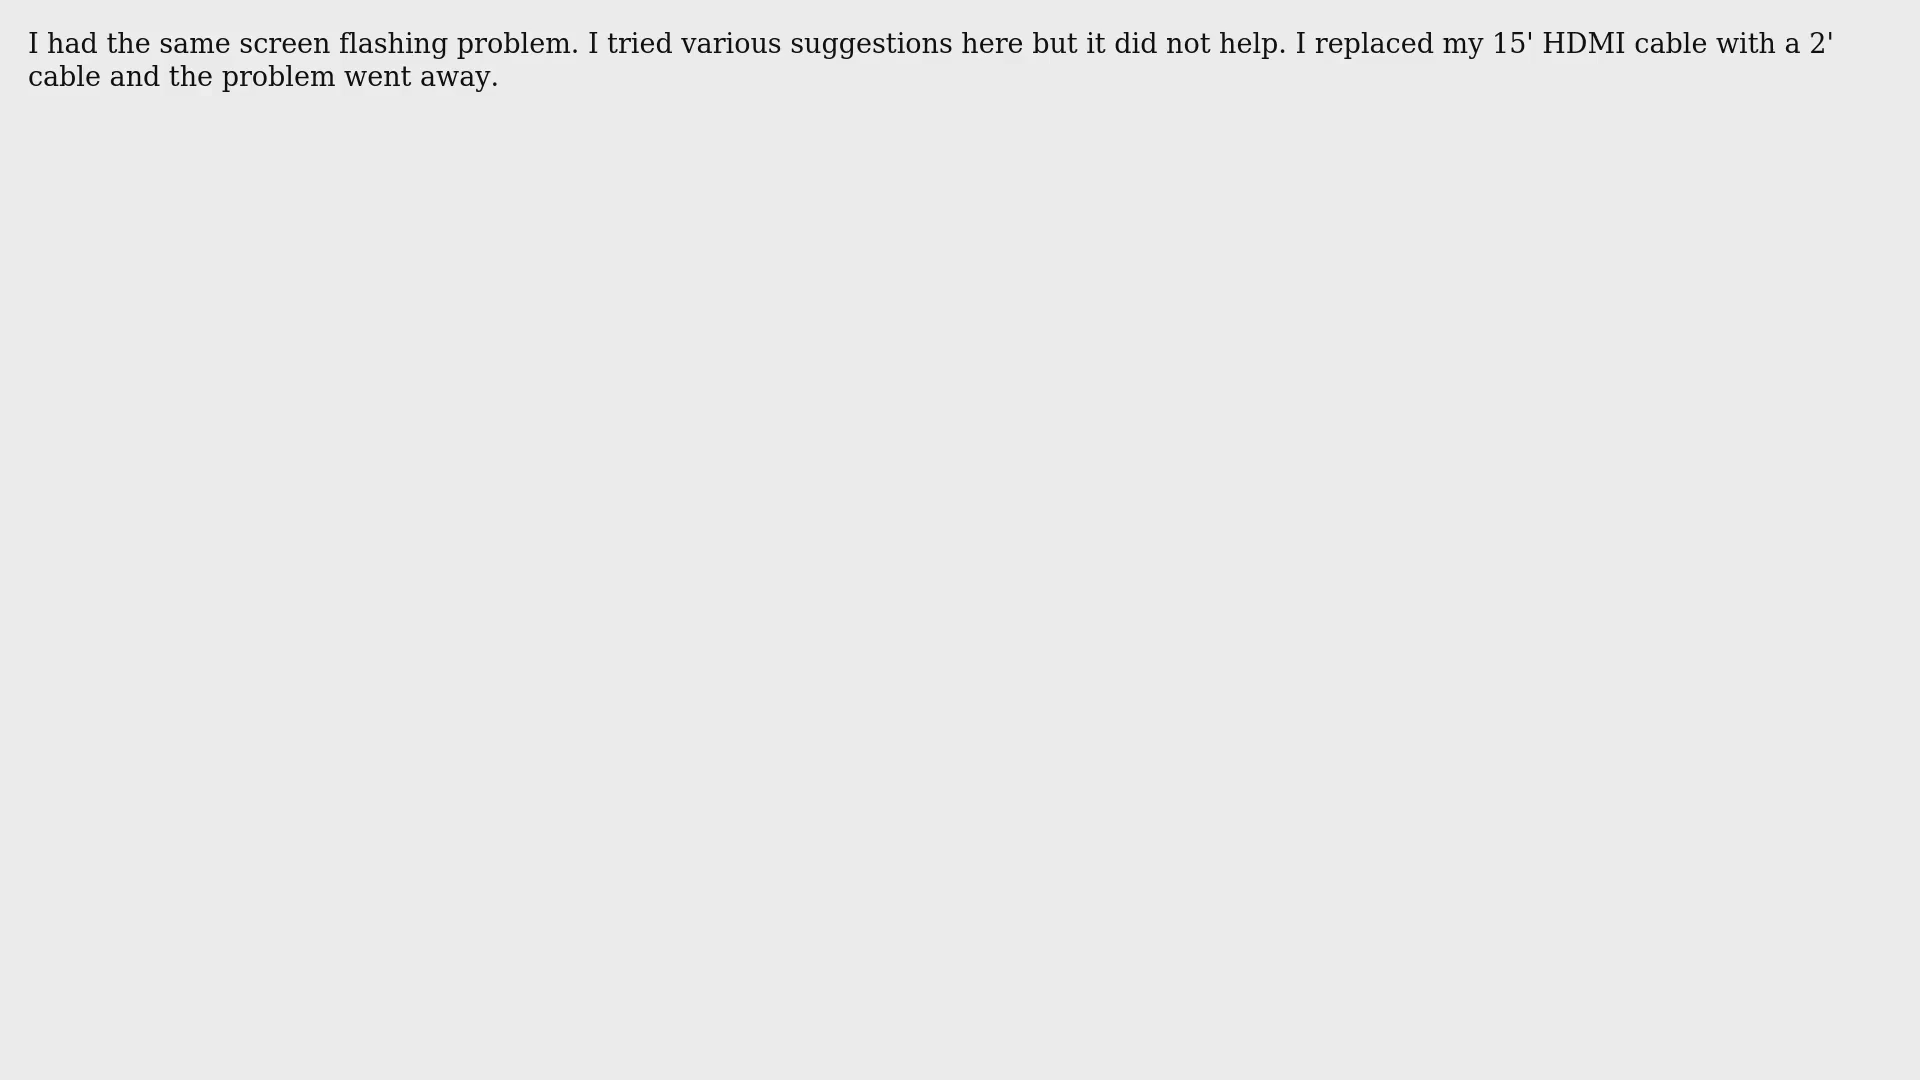 I had the same screen flashing problem. I tried various suggestions here but it did not help. I replaced my 15' HDMI cable with a 2'
cable and the problem went away.